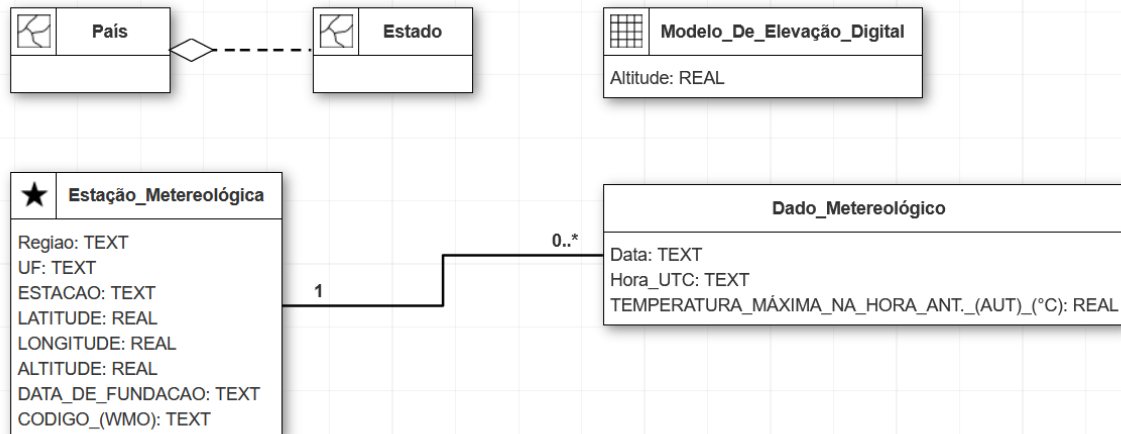 País
Estado
Modelo_De_Elevação_Digital
Altitude: REAL
Estação_Metereológica
Regiao: TEXT
UF: TEXT
ESTACAO: TEXT
LATITUDE: REAL
LONGITUDE: REAL
ALTITUDE: REAL
DATA_DE_FUNDACAO: TEXT
CODIGO_(WMO): TEXT
1
0..*
Dado_Metereológico
Data: TEXT
Hora_UTC: TEXT
TEMPERATURA_MÁXIMA_NA_HORA_ANT._(AUT)_(°C): REAL